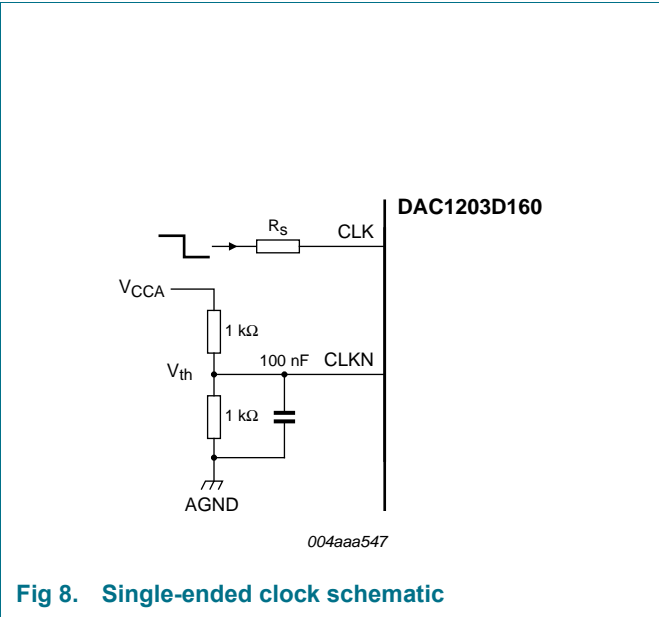 DAC1203D160
RS
CLK
VCCA
1 kΩ
100 nF
CLKN
Vth
1 kΩ
AGND
004aaa547
Fig 8. Single-ended clock schematic